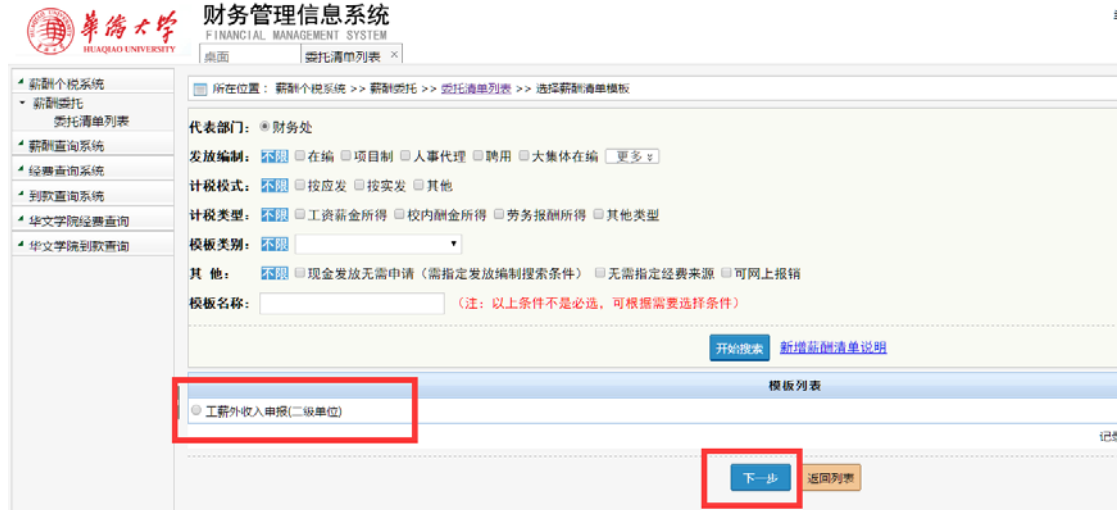 華僑大學
HUAQIAO UNIVERSITY
财务管理信息系统
FINANCIAL MANAGEMENT SYSTEM
桌面 委托清单列表 ×
薪酬个税系统
薪酬委托
委托清单列表
薪酬查询系统
经费查询系统
到款查询系统
华文学院经费查询
华文学院到款查询
所在位置： 薪酬个税系统 >> 薪酬委托 >> 委托清单列表 >> 选择薪酬清单模板
代表部门： 财务处
发放编制： 不限 在编 项目制 人事代理 聘用 大集体在编 更多
计税模式： 不限 按应发 按实发 其他
计税类型： 不限 工资薪金所得 校内酬金所得 劳务报酬所得 其他类型
模板类别： 不限
其 他： 不限 现金发放无需申请（需指定发放编制搜索条件） 无需指定经费来源 可网上报销
模板名称： （注：以上条件不是必选，可根据需要选择条件）
开始搜索 新增薪酬清单说明
模板列表
工薪外收入申报(二级单位)
下一步 返回列表